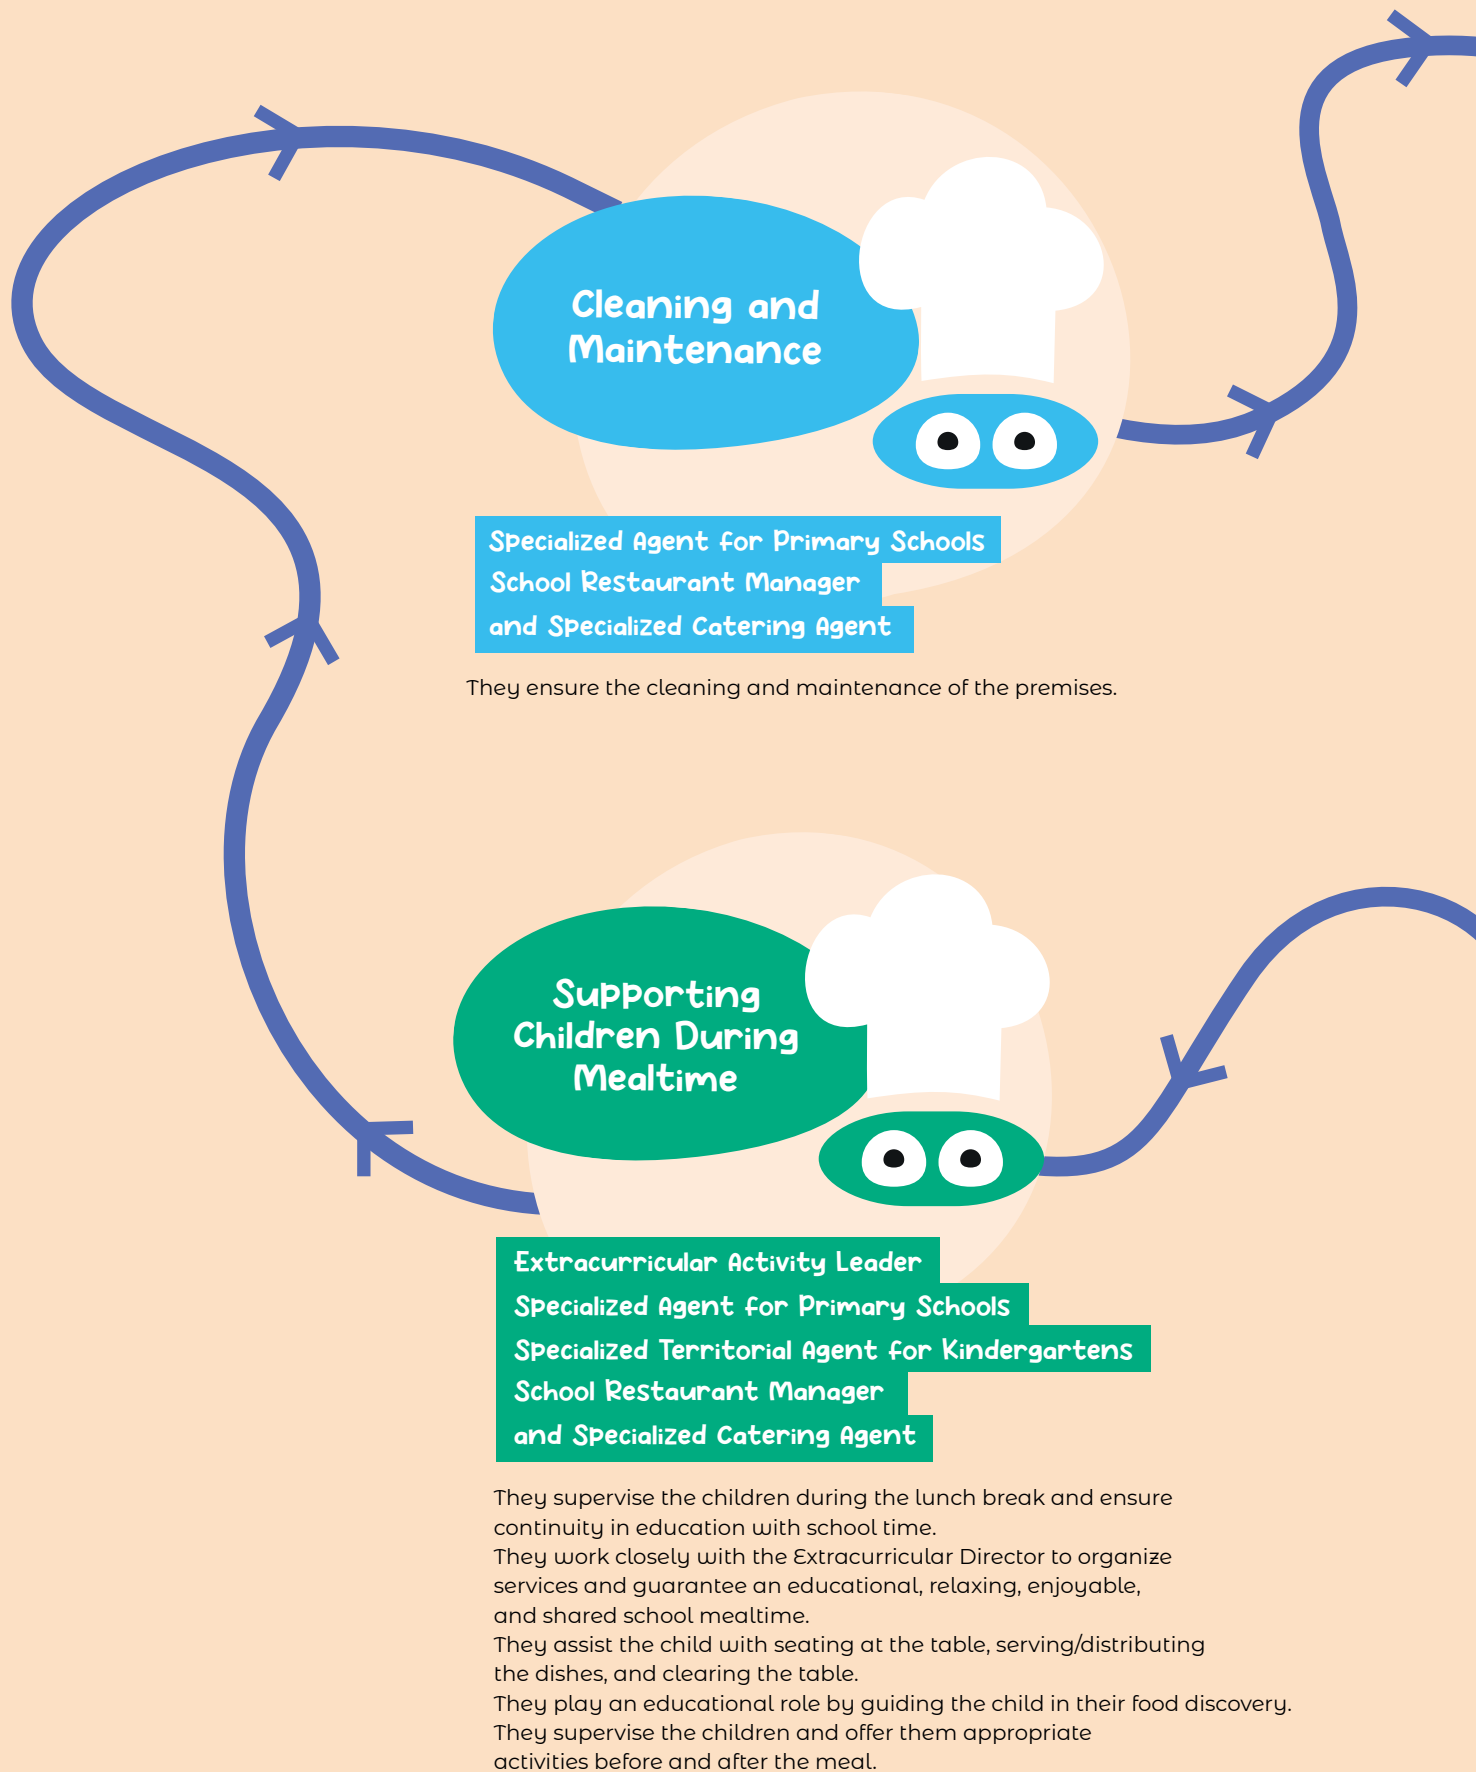 Cleaning and
Maintenance
Specialized Agent for Primary Schools
School Restaurant Manager
and Specialized Catering Agent
They ensure the cleaning and maintenance of the premises.
Supporting
Children During
Mealtime
Extracurricular Activity Leader
Specialized Agent for Primary Schools
Specialized Territorial Agent for Kindergartens
School Restaurant Manager
and Specialized Catering Agent
They supervise the children during the lunch break and ensure
continuity in education with school time.
They work closely with the Extracurricular Director to organize
services and guarantee an educational, relaxing, enjoyable,
and shared school mealtime.
They assist the child with seating at the table, serving/distributing
the dishes, and clearing the table.
They play an educational role by guiding the child in their food discovery.
They supervise the children and offer them appropriate
activities before and after the meal.